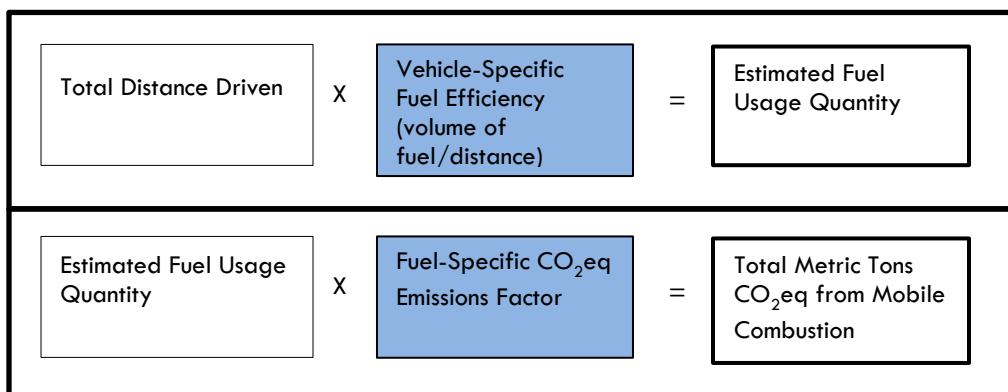 Total Distance Driven
X
Vehicle-Specific
Fuel Efficiency
(volume of
fuel/distance)
=
Estimated Fuel
Usage Quantity
Estimated Fuel Usage
Quantity
X
Fuel-Specific CO₂eq
Emissions Factor
=
Total Metric Tons
CO₂eq from Mobile
Combustion